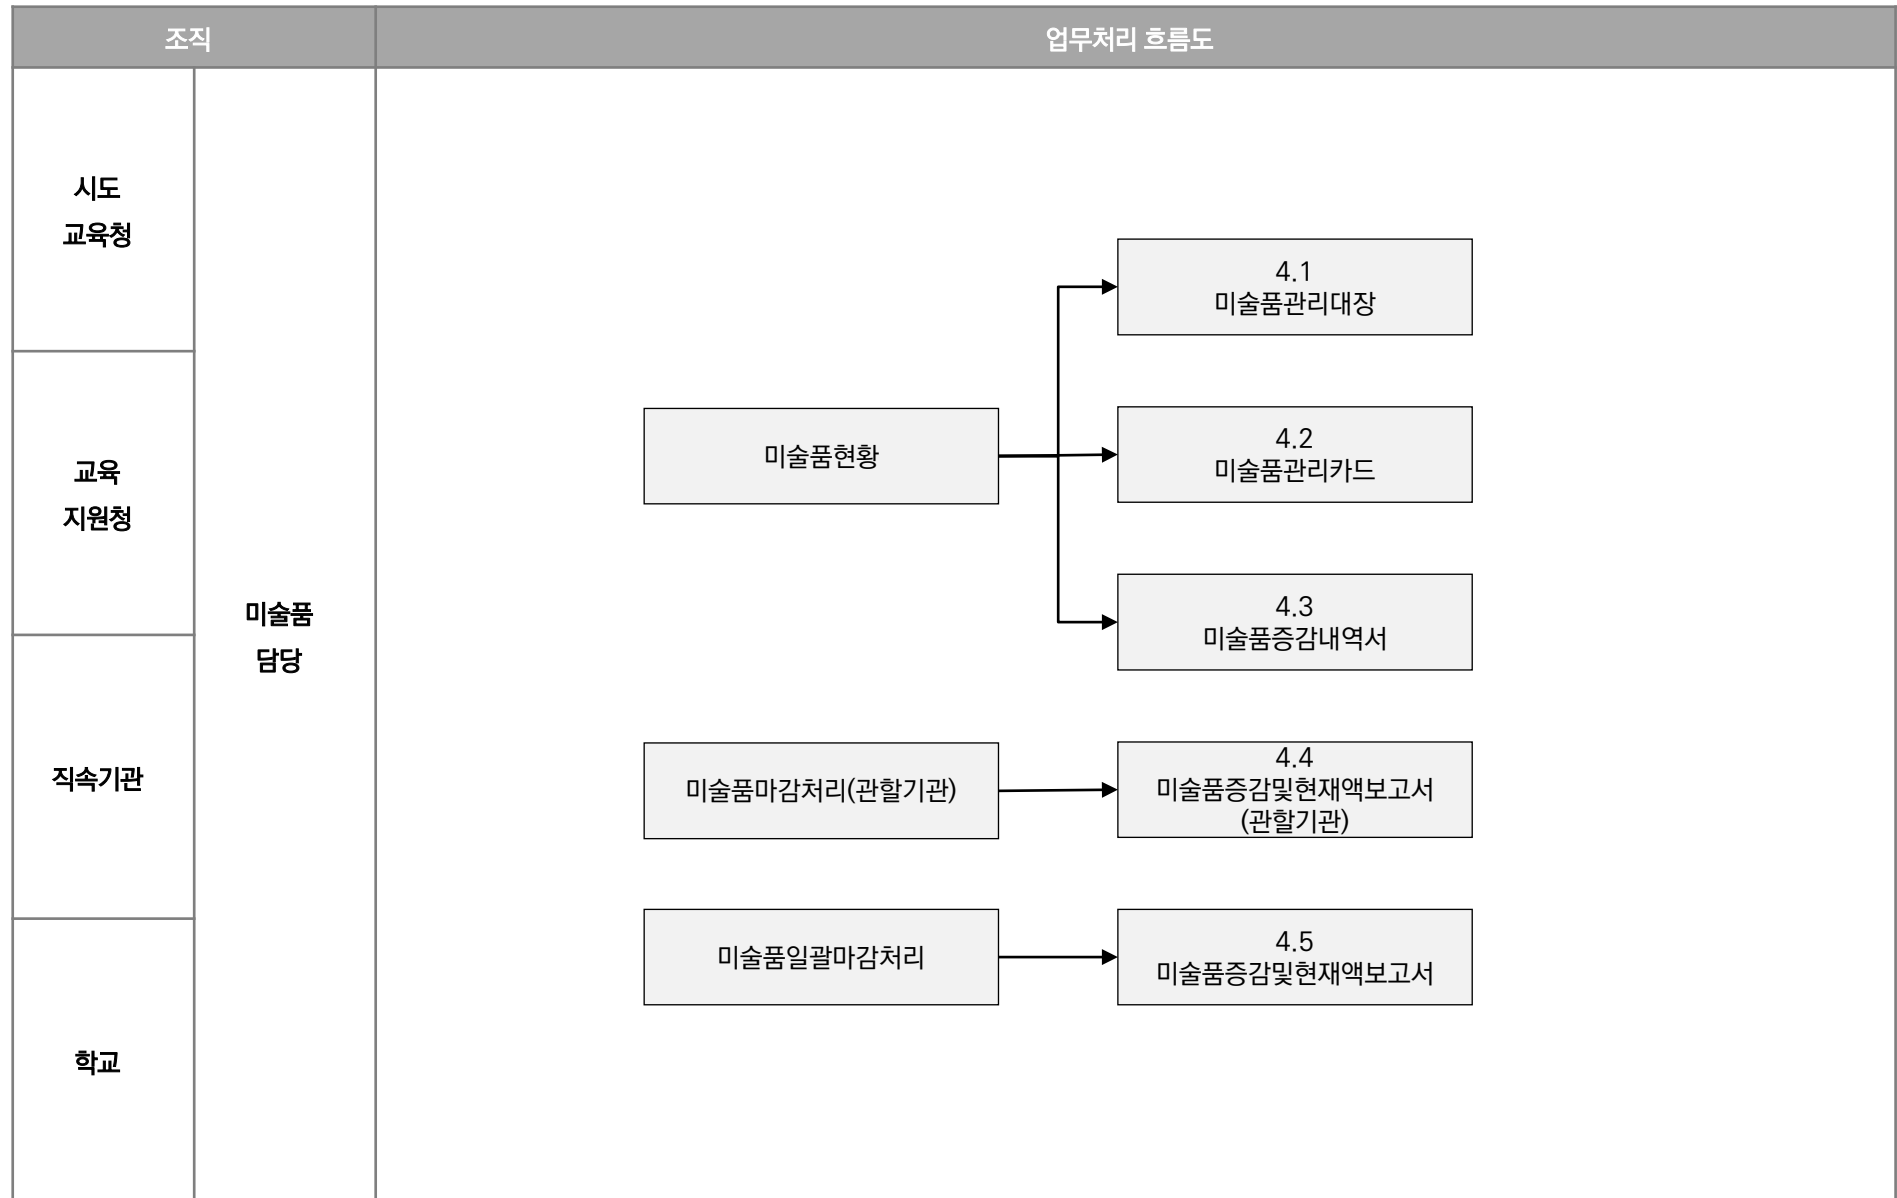 조직
업무처리 흐름도
시도
교육청
교육
지원청
직속기관
학교
미술품
담당
미술품현황
4.1
미술품관리대장
4.2
미술품관리카드
4.3
미술품증감내역서
미술품마감처리(관할기관)
4.4
미술품증감및현재액보고서
(관할기관)
미술품일괄마감처리
4.5
미술품증감및현재액보고서